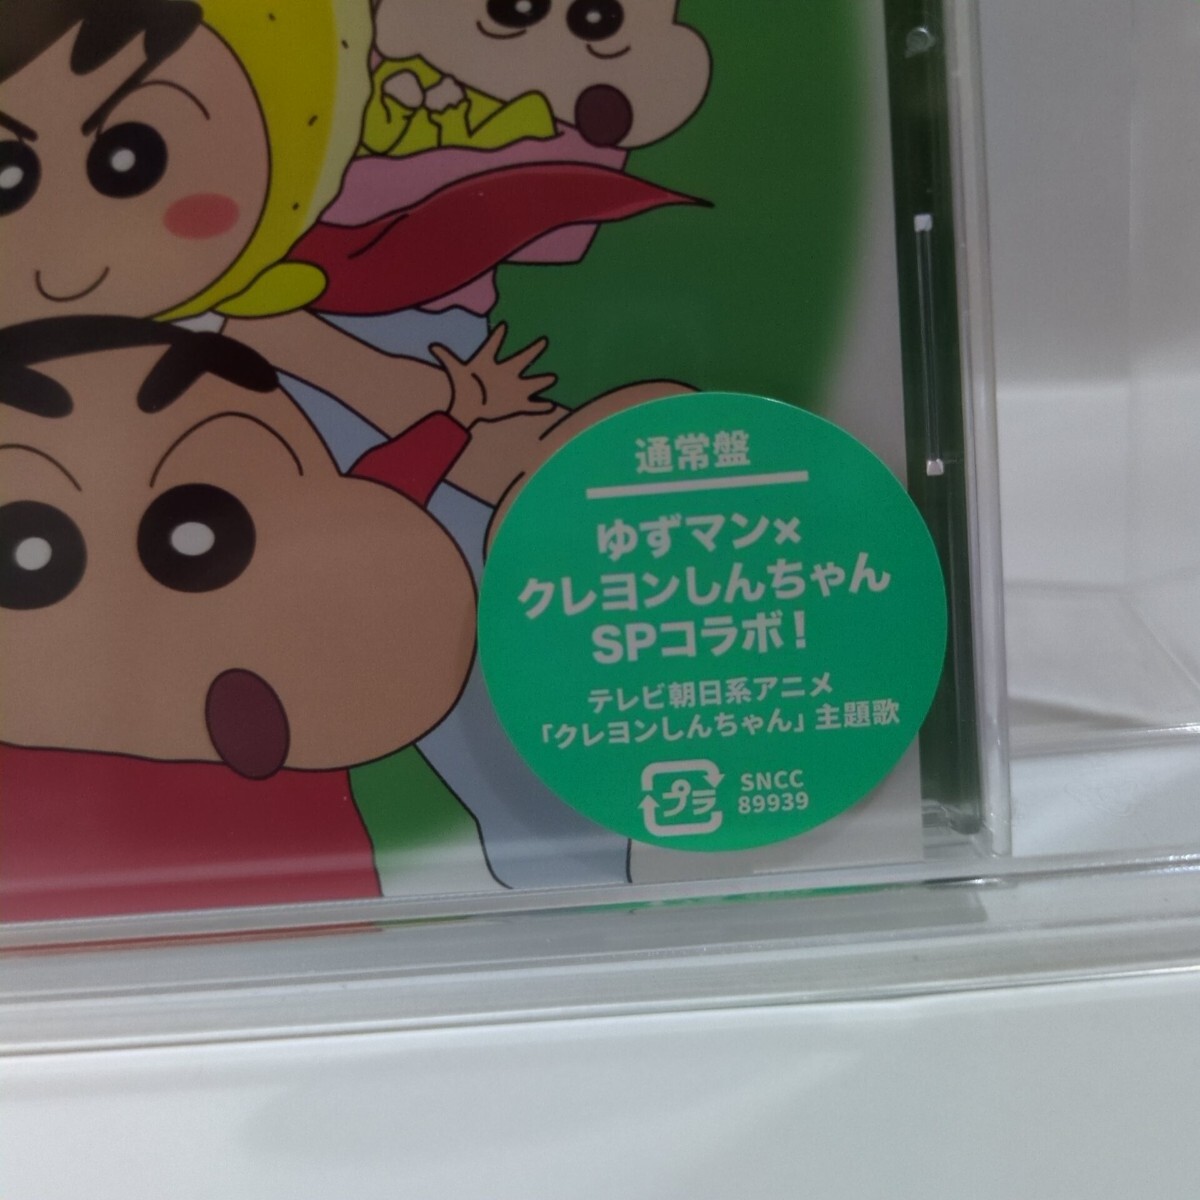 通常盤
ゆずマン×
クレヨンしんちゃん
SPコラボ!
テレビ朝日系アニメ
「クレヨンしんちゃん」主題歌
プラ
SNCC
89939